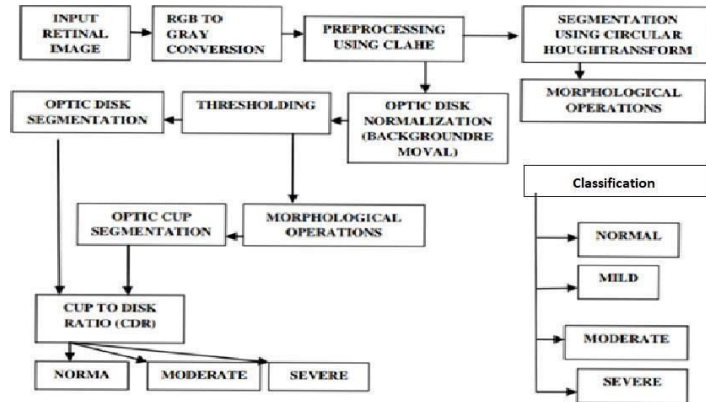 INPUT
RETINAL
IMAGE
RGB TO
GRAY
CONVERSION
PREPROCESSING
USING CLAHE
SEGMENTATION
USING CIRCULAR
HOUGHTRANSFORM
MORPHOLOGICAL
OPERATIONS
OPTIC DISK
SEGMENTATION
THRESHOLDING
OPTIC DISK
NORMALIZATION
(BACKGROUNDRE
MOVAL)
OPTIC CUP
SEGMENTATION
MORPHOLOGICAL
OPERATIONS
CUP TO DISK
RATIO (CDR)
NORMA
MODERATE
SEVERE
Classification
NORMAL
MILD
MODERATE
SEVERE